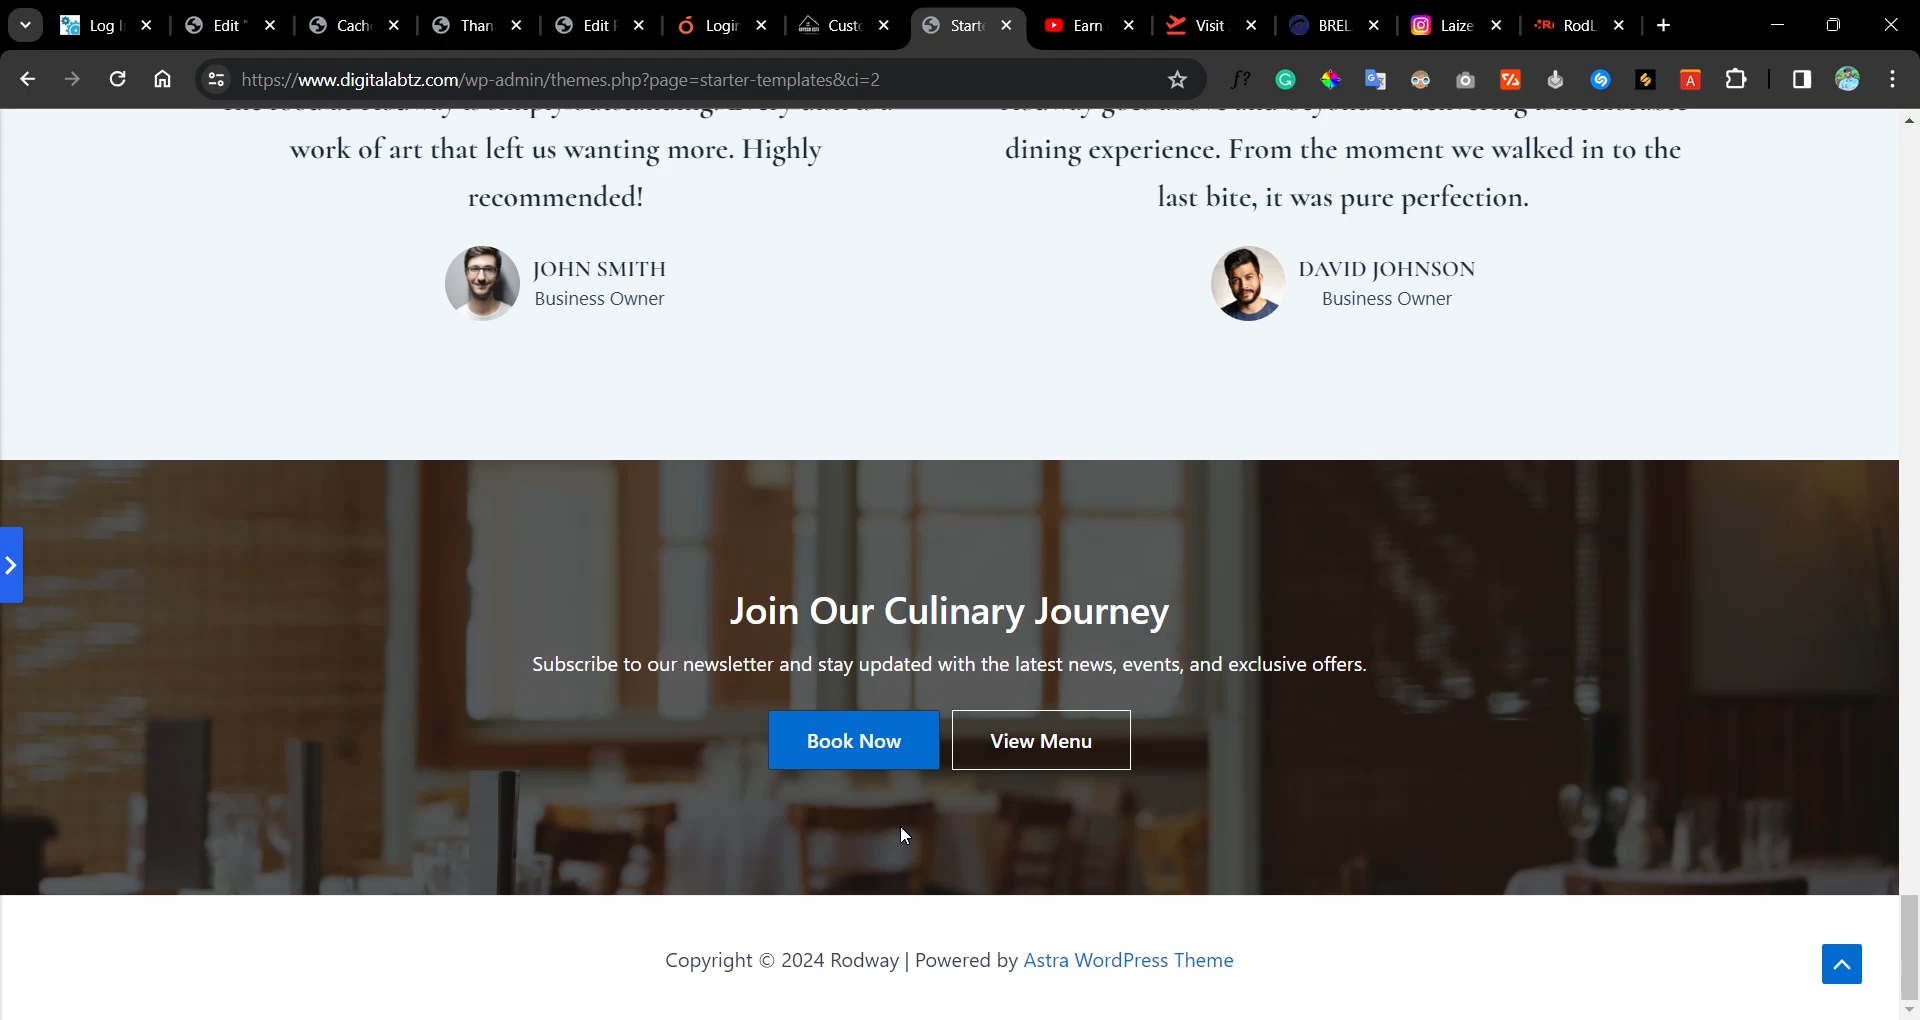 Log I
Edit "
Cach
Than
Edit F
Login
Custo
Starte
Earn
Visit
BREL
Laize
RodL
https://www.digitalabtz.com/wp-admin/themes.php?page=starter-templates&ci=2
work of art that left us wanting more. Highly
recommended!
JOHN SMITH
Business Owner
dining experience. From the moment we walked in to the
last bite, it was pure perfection.
DAVID JOHNSON
Business Owner
Join Our Culinary Journey
Subscribe to our newsletter and stay updated with the latest news, events, and exclusive offers.
Book Now
View Menu
Copyright © 2024 Rodway | Powered by Astra WordPress Theme